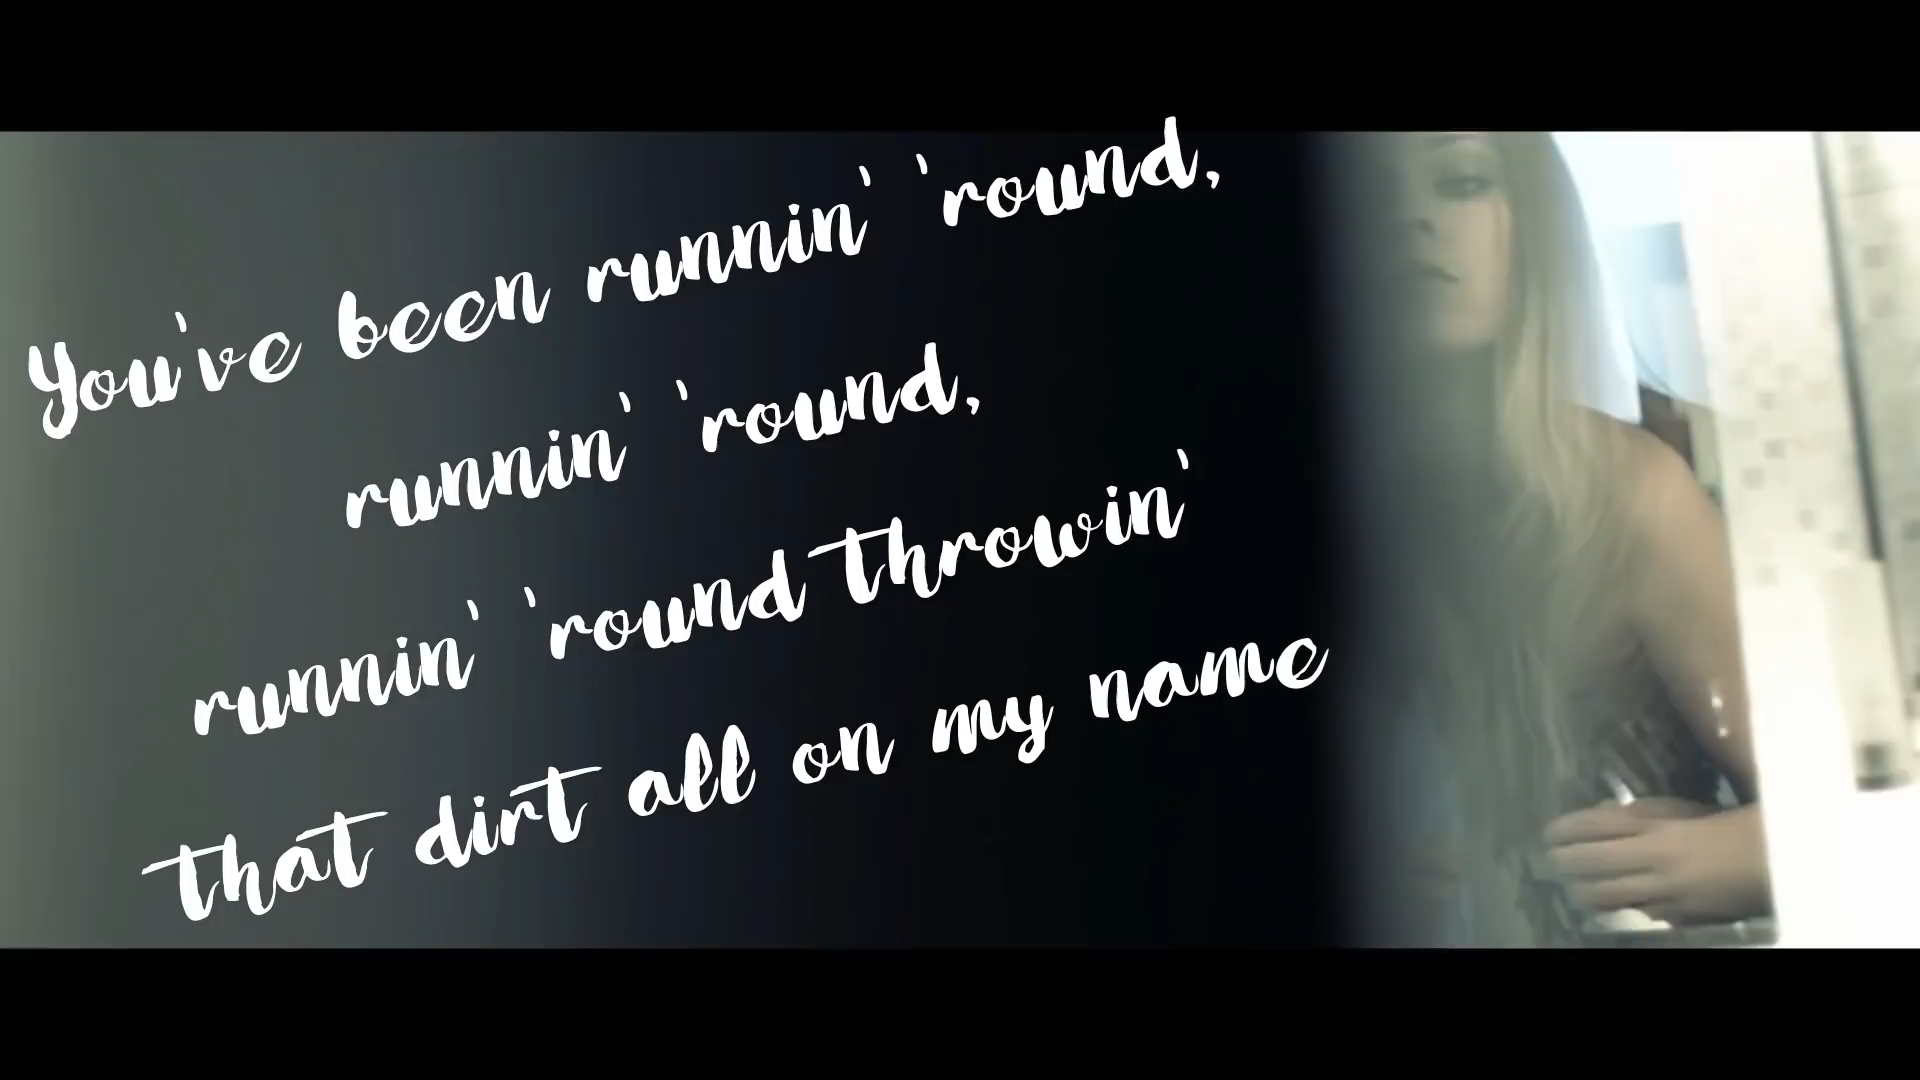 You've been runnin' 'round,
runnin' 'round,
runnin' 'round throwin'
that dirt all on my name